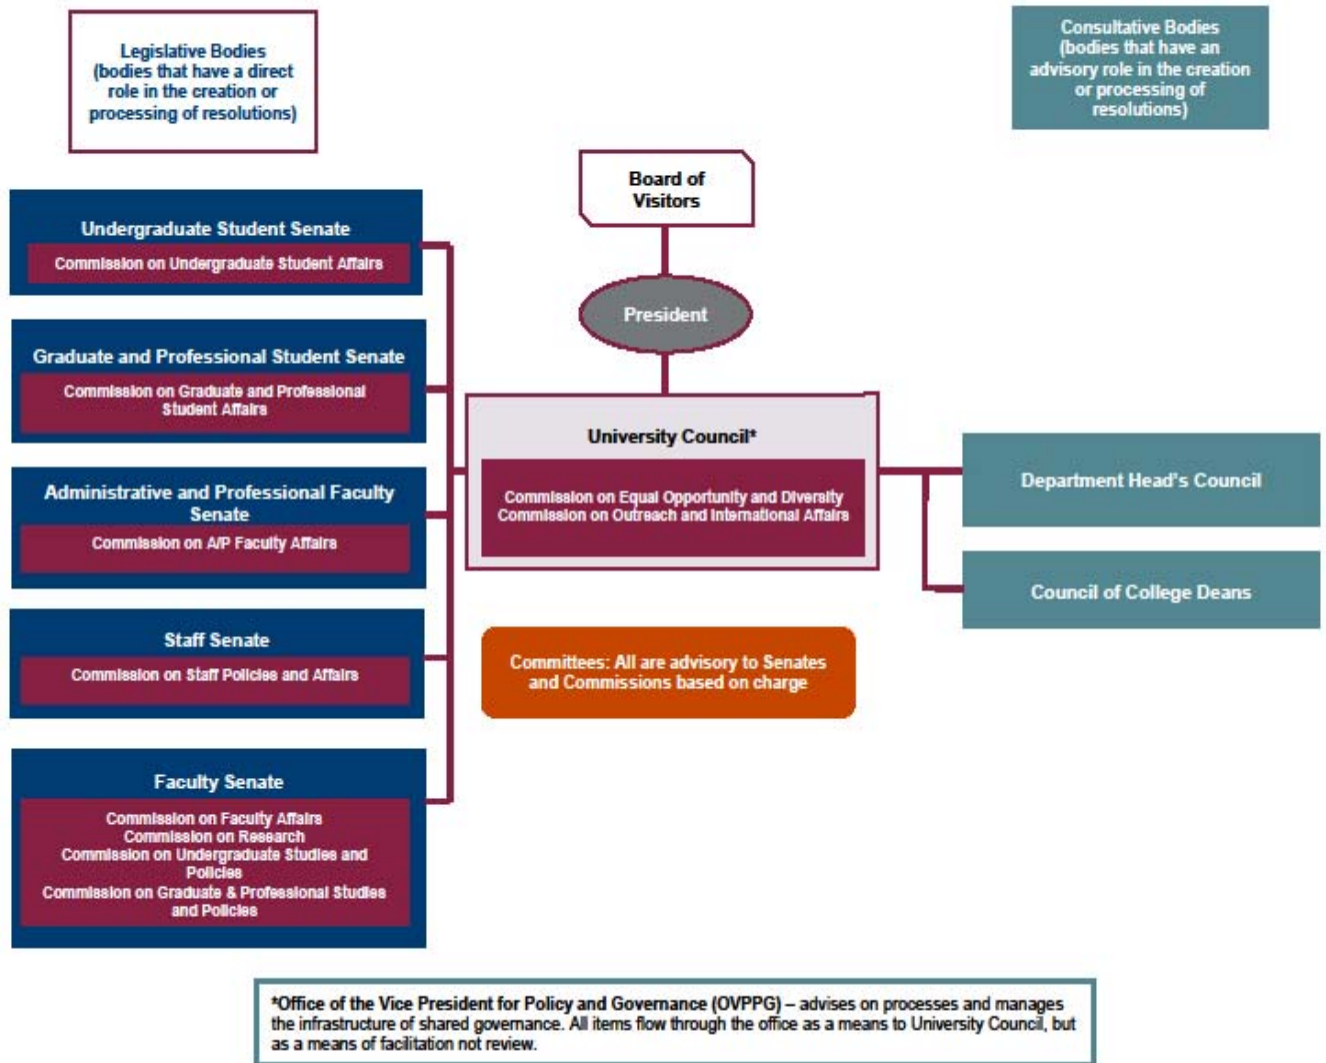 Legislative Bodies
(bodies that have a direct
role in the creation or
processing of resolutions)
Consultative Bodies
(bodies that have an
advisory role in the creation
or processing of
resolutions)
Board of
Visitors
President
Undergraduate Student Senate
Commission on Undergraduate Student Affairs
Graduate and Professional Student Senate
Commission on Graduate and Professional
Student Affairs
Administrative and Professional Faculty
Senate
Commission on A/P Faculty Affairs
Staff Senate
Commission on Staff Policies and Affairs
Faculty Senate
Commission on Faculty Affairs
Commission on Research
Commission on Undergraduate Studies and
Policies
Commission on Graduate & Professional Studies
and Policies
University Council*
Commission on Equal Opportunity and Diversity
Commission on Outreach and International Affairs
Committees: All are advisory to Senates
and Commissions based on charge
Department Head's Council
Council of College Deans
*Office of the Vice President for Policy and Governance (OVPPG) – advises on processes and manages
the infrastructure of shared governance. All items flow through the office as a means to University Council, but
as a means of facilitation not review.